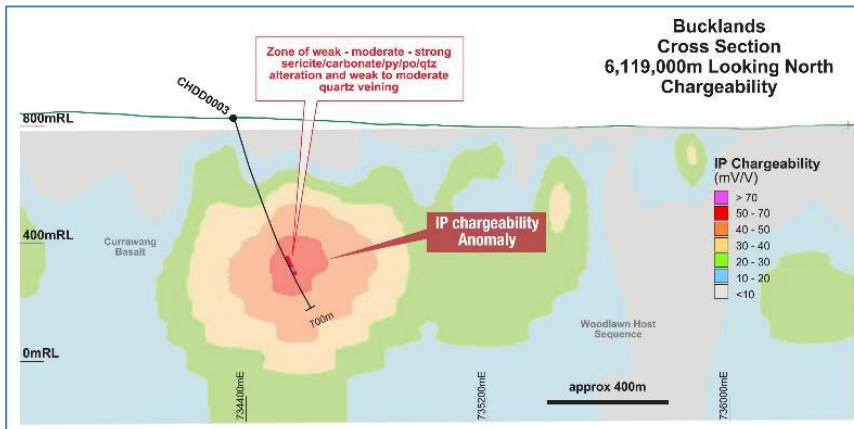 Bucklands
Cross Section
6,119,000m Looking North
Chargeability
Zone of weak - moderate - strong
sericite/carbonate/py/po/qtz
alteration and weak to moderate
quartz veining
CHDD0003
800mRL
400mRL
0mRL
Currawang
Basalt
IP chargeability
Anomaly
700m
IP Chargeability
(mV/V)
> 70
50 - 70
40 - 50
30 - 40
20 - 30
10 - 20
<10
Woodlawn Host
Sequence
approx 400m
734400mE
735200mE
736000mE